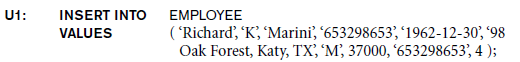 U1: INSERT INTO EMPLOYEE
VALUES ( ‘Richard’, ‘K’, ‘Marini’, ‘653298653’, ‘1962-12-30’, ‘98
Oak Forest, Katy, TX’, ‘M’, 37000, ‘653298653’, 4 );